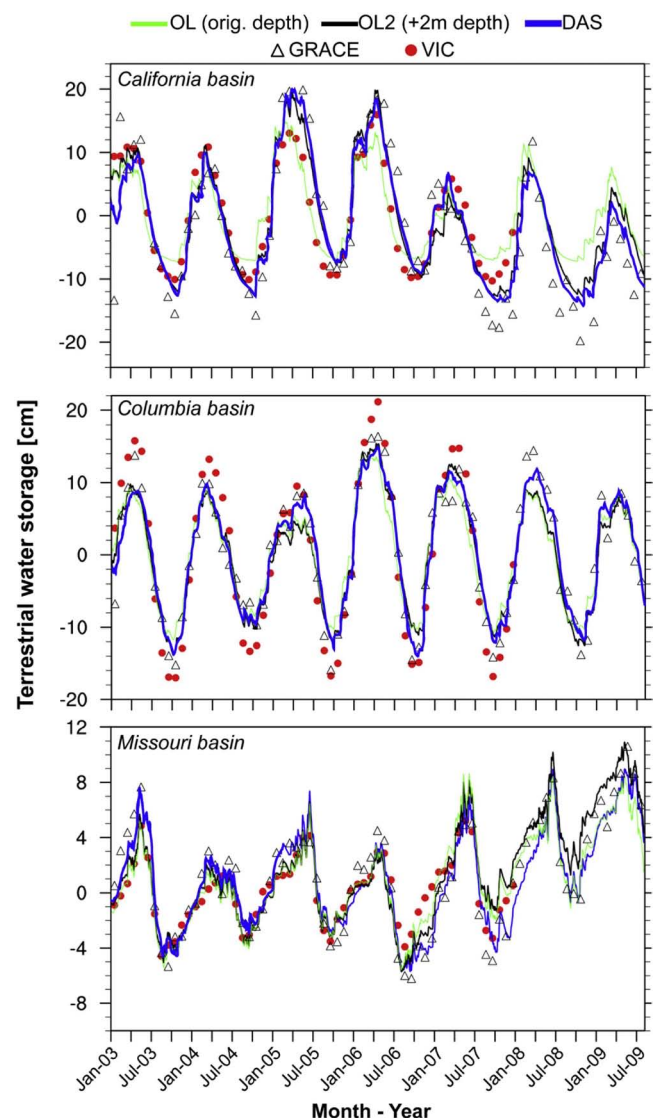 OL (orig. depth) OL2 (+2m depth) DAS
GRACE VIC
California basin
20
10
0
-10
-20
Columbia basin
20
10
0
-10
-20
Missouri basin
12
8
4
0
-4
-8
Terrestrial water storage [cm]
Jan-03 Jul-03 Jan-04 Jul-04 Jan-05 Jul-05 Jan-06 Jul-06 Jan-07 Jul-07 Jan-08 Jul-08 Jan-09 Jul-09
Month - Year